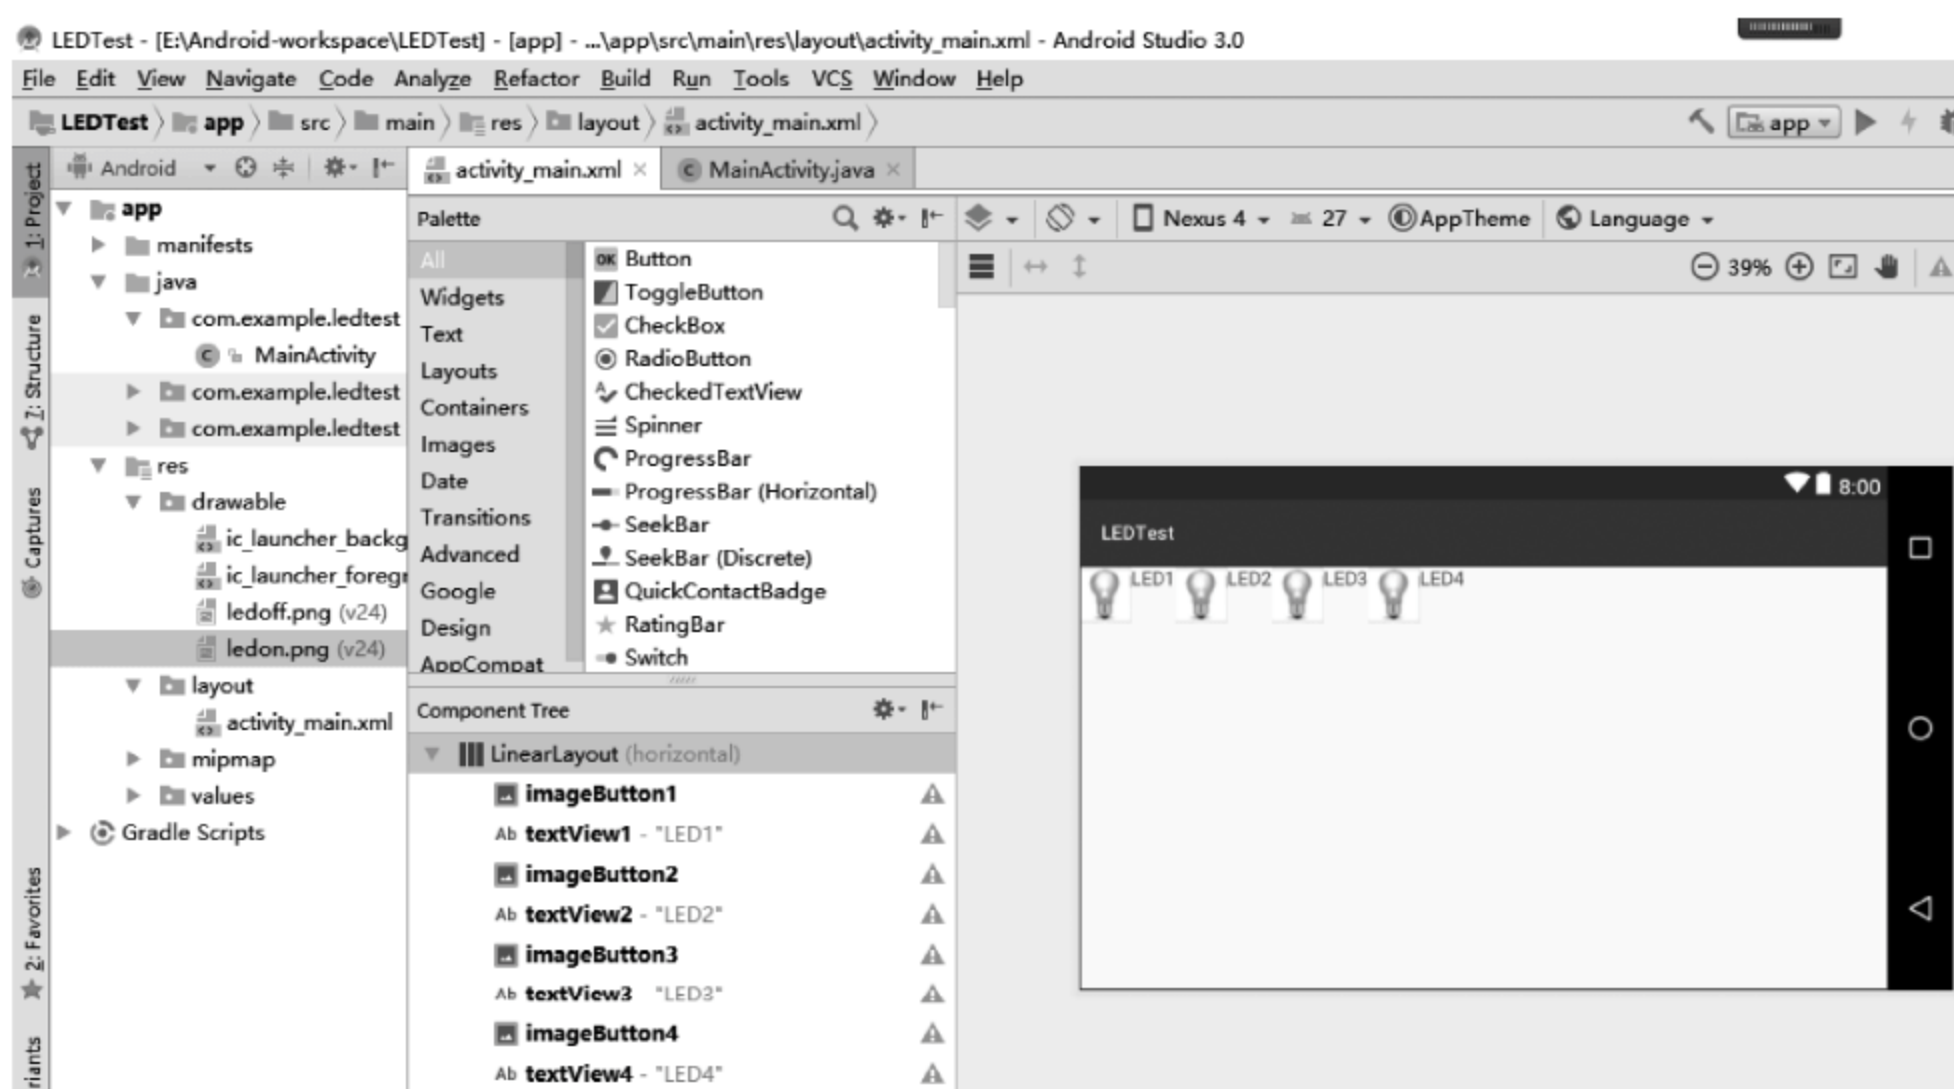 LEDTest - [E:\Android-workspace\LEDTest] - [app] - ...\app\src\main\res\layout\activity_main.xml - Android Studio 3.0
File Edit View Navigate Code Analyze Refactor Build Run Tools VCS Window Help
LEDTest app src main res layout activity_main.xml
app
1: Project
7: Structure
Captures
2: Favorites
riants
Android
app
manifests
java
com.example.ledtest
MainActivity
com.example.ledtest
com.example.ledtest
res
drawable
ic_launcher_backg
ic_launcher_foregr
ledoff.png (v24)
ledon.png (v24)
layout
activity_main.xml
mipmap
values
Gradle Scripts
activity_main.xml
MainActivity.java
Palette
All
Widgets
Text
Layouts
Containers
Images
Date
Transitions
Advanced
Google
Design
AppCompat
OK Button
ToggleButton
CheckBox
RadioButton
CheckedTextView
Spinner
ProgressBar
ProgressBar (Horizontal)
SeekBar
SeekBar (Discrete)
QuickContactBadge
RatingBar
Switch
Component Tree
LinearLayout (horizontal)
imageButton1
Ab textView1 - "LED1"
imageButton2
Ab textView2 - "LED2"
imageButton3
Ab textView3 "LED3"
imageButton4
Ab textView4 - "LED4"
Nexus 4 27 AppTheme Language
39%
8:00
LEDTest
LED1 LED2 LED3 LED4